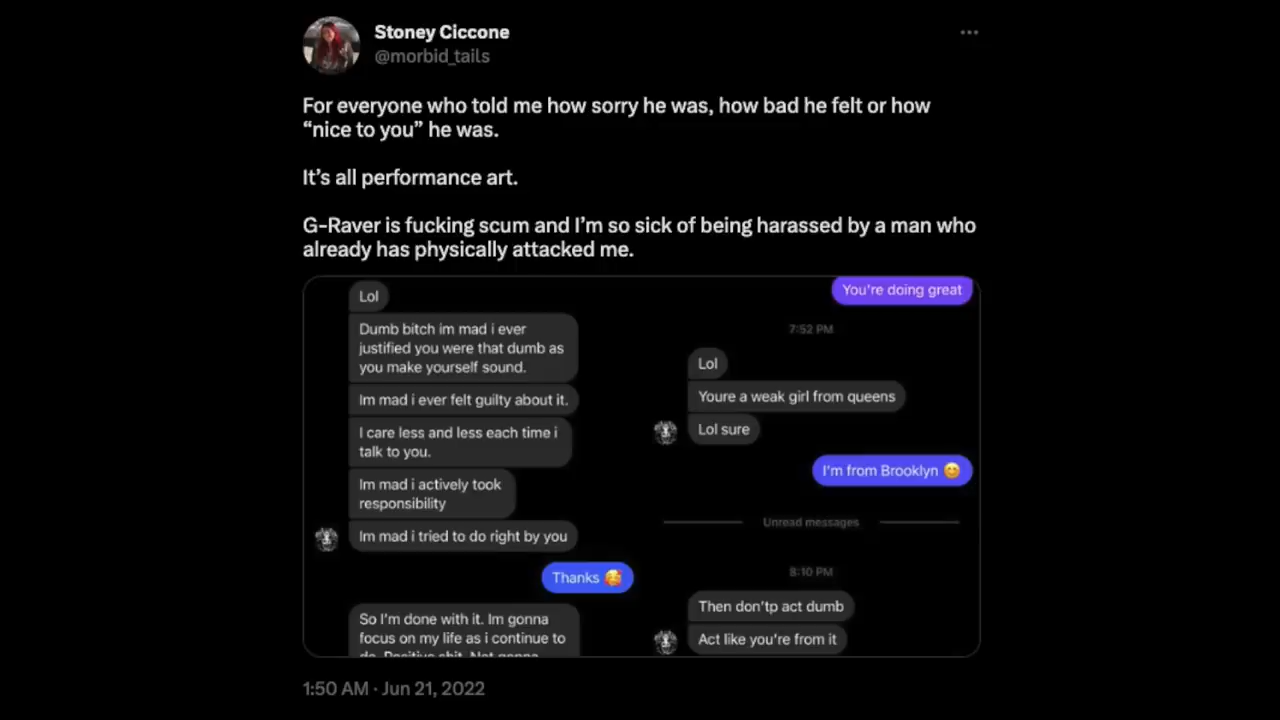 Stoney Ciccone
@morbid_tails
For everyone who told me how sorry he was, how bad he felt or how
“nice to you” he was.
It’s all performance art.
G-Raver is fucking scum and I’m so sick of being harassed by a man who
already has physically attacked me.
Lol
Dumb bitch im mad i ever
justified you were that dumb as
you make yourself sound.
Im mad i ever felt guilty about it.
I care less and less each time i
talk to you.
Im mad i actively took
responsibility
Im mad i tried to do right by you
Thanks 🥰
So I'm done with it. Im gonna
focus on my life as i continue to
do. Positive shit. Not gonna
You're doing great
7:52 PM
Lol
Youre a weak girl from queens
Lol sure
I'm from Brooklyn 😊
Unread messages
8:10 PM
Then don'tp act dumb
Act like you're from it
1:50 AM · Jun 21, 2022